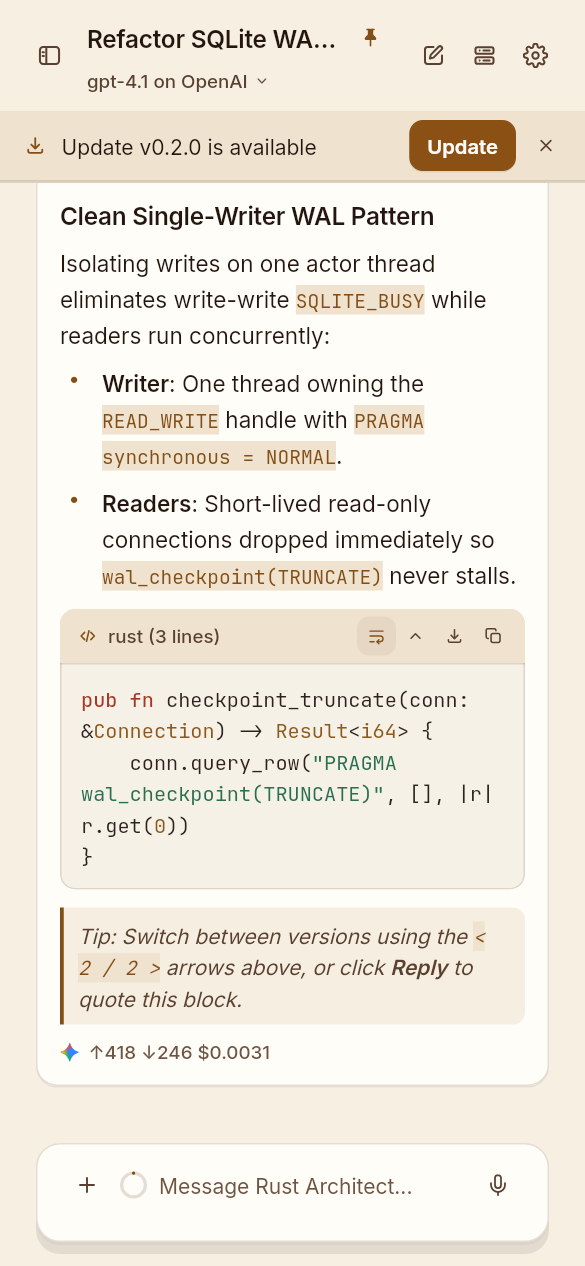 Refactor SQLite WA...
gpt-4.1 on OpenAI
Update v0.2.0 is available
Update
Clean Single-Writer WAL Pattern
Isolating writes on one actor thread
eliminates write-write SQLITE_BUSY while
readers run concurrently:
• Writer: One thread owning the
READ_WRITE handle with PRAGMA
synchronous = NORMAL.
• Readers: Short-lived read-only
connections dropped immediately so
wal_checkpoint(TRUNCATE) never stalls.
rust (3 lines)
pub fn checkpoint_truncate(conn:
&Connection) -> Result<i64> {
    conn.query_row("PRAGMA
wal_checkpoint(TRUNCATE)", [], |r|
r.get(0))
}
Tip: Switch between versions using the <
2 / 2 > arrows above, or click Reply to
quote this block.
↑418 ↓246 $0.0031
Message Rust Architect...